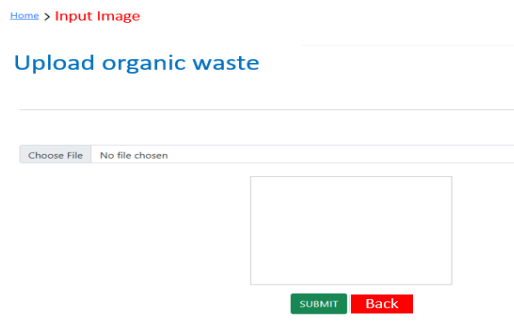 Home > Input Image
Upload organic waste
Choose File No file chosen
SUBMIT Back